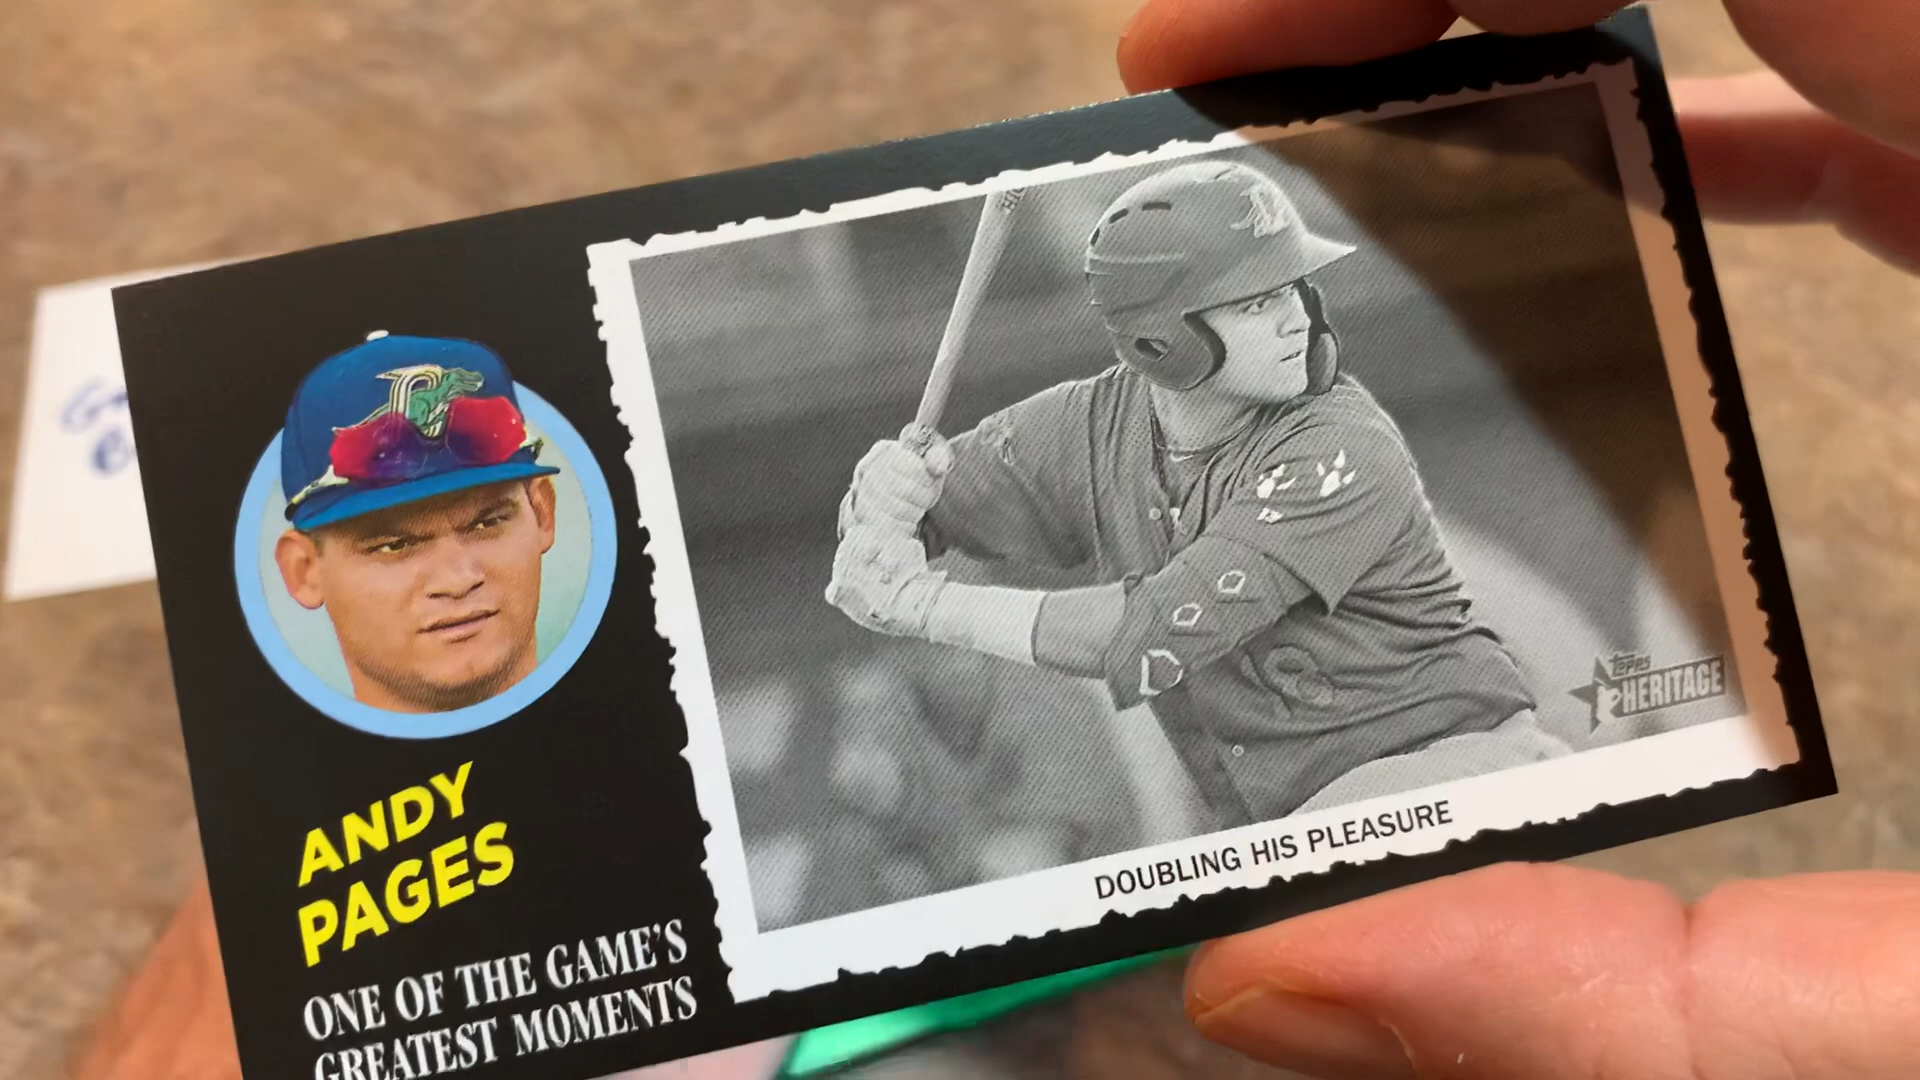 ANDY
PAGES
ONE OF THE GAME'S
GREATEST MOMENTS
DOUBLING HIS PLEASURE
TOPPS
HERITAGE